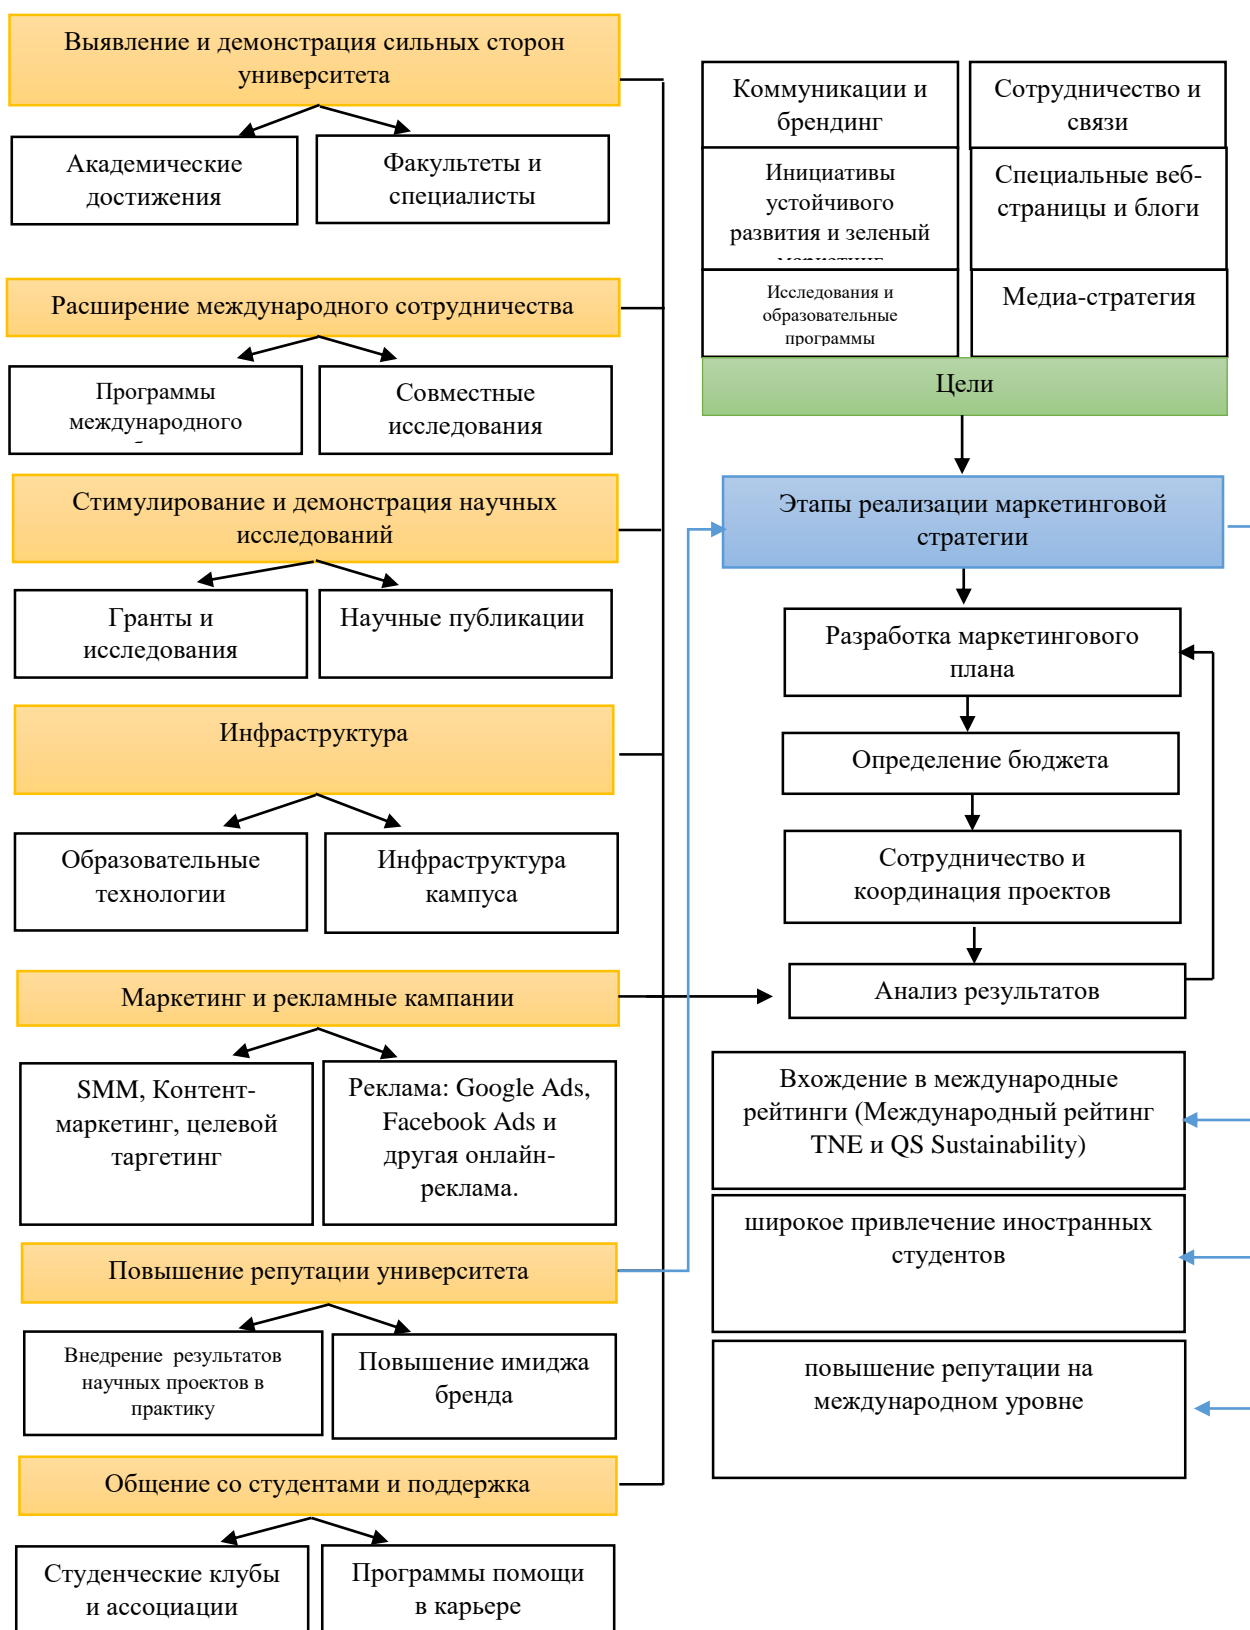 Выявление и демонстрация сильных сторон
университета
Академические
достижения
Факультеты и
специалисты
Расширение международного сотрудничества
Программы
международного
Совместные
исследования
Стимулирование и демонстрация научных
исследований
Гранты и
исследования
Научные публикации
Инфраструктура
Образовательные
технологии
Инфраструктура
кампуса
Маркетинг и рекламные кампании
SMM, Контент-
маркетинг, целевой
таргетинг
Реклама: Google Ads,
Facebook Ads и
другая онлайн-
реклама.
Повышение репутации университета
Внедрение результатов
научных проектов в
практику
Повышение имиджа
бренда
Общение со студентами и поддержка
Студенческие клубы
и ассоциации
Программы помощи
в карьере
Коммуникации и
брендинг
Сотрудничество и
связи
Инициативы
устойчивого
развития и зеленый
маркетинг
Специальные веб-
страницы и блоги
Исследования и
образовательные
программы
Медиа-стратегия
Цели
Этапы реализации маркетинговой
стратегии
Разработка маркетингового
плана
Определение бюджета
Сотрудничество и
координация проектов
Анализ результатов
Вхождение в международные
рейтинги (Международный рейтинг
TNE и QS Sustainability)
широкое привлечение иностранных
студентов
повышение репутации на
международном уровне